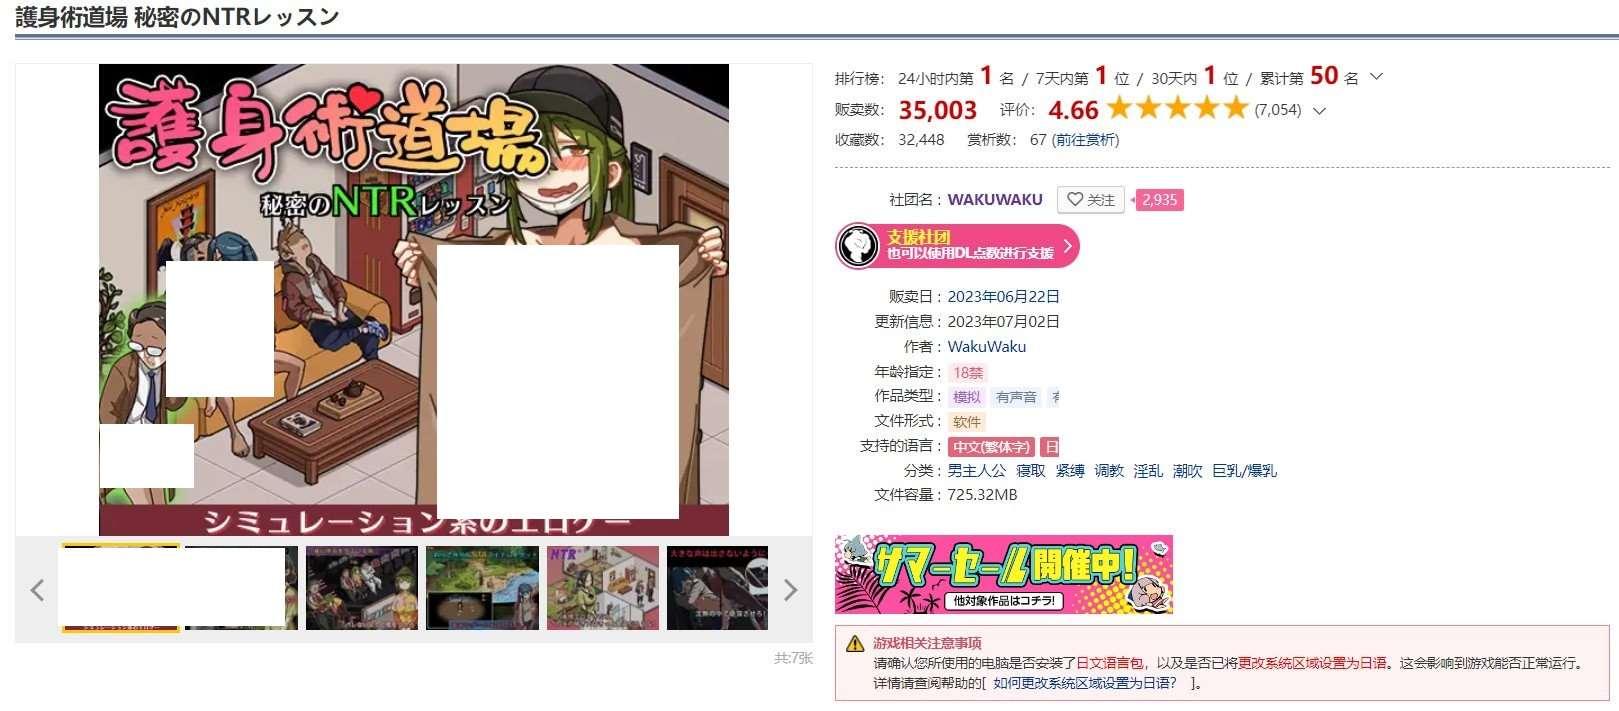 護身術道場 秘密のNTRレッスン
護身術道場
秘密のNTRレッスン
シミュレーション系のエロゲー
NTR
大きな声は出さないように
共:7张
排行榜： 24小时内第 1 名 / 7天内第 1 位 / 30天内 1 位 / 累计第 50 名
贩卖数： 35,003 评价： 4.66 (7,054)
收藏数： 32,448 赏析数： 67 (前往赏析)
社团名 : WAKUWAKU 关注 2,935
支援社团
也可以使用DL点数进行支援
贩卖日 : 2023年06月22日
更新信息 : 2023年07月02日
作者 : WakuWaku
年龄指定 : 18禁
作品类型 : 模拟 有声音
文件形式 : 软件
支持的语言 : 中文(繁体字) 日
分类 : 男主人公 寝取 紧缚 调教 淫乱 潮吹 巨乳/爆乳
文件容量 : 725.32MB
サマーセール開催中!
他対象作品はコチラ!
游戏相关注意事项
请确认您所使用的电脑是否安装了日文语言包，以及是否已将更改系统区域设置为日语。这会影响到游戏能否正常运行。
详情请查阅帮助的[ 如何更改系统区域设置为日语? ]。